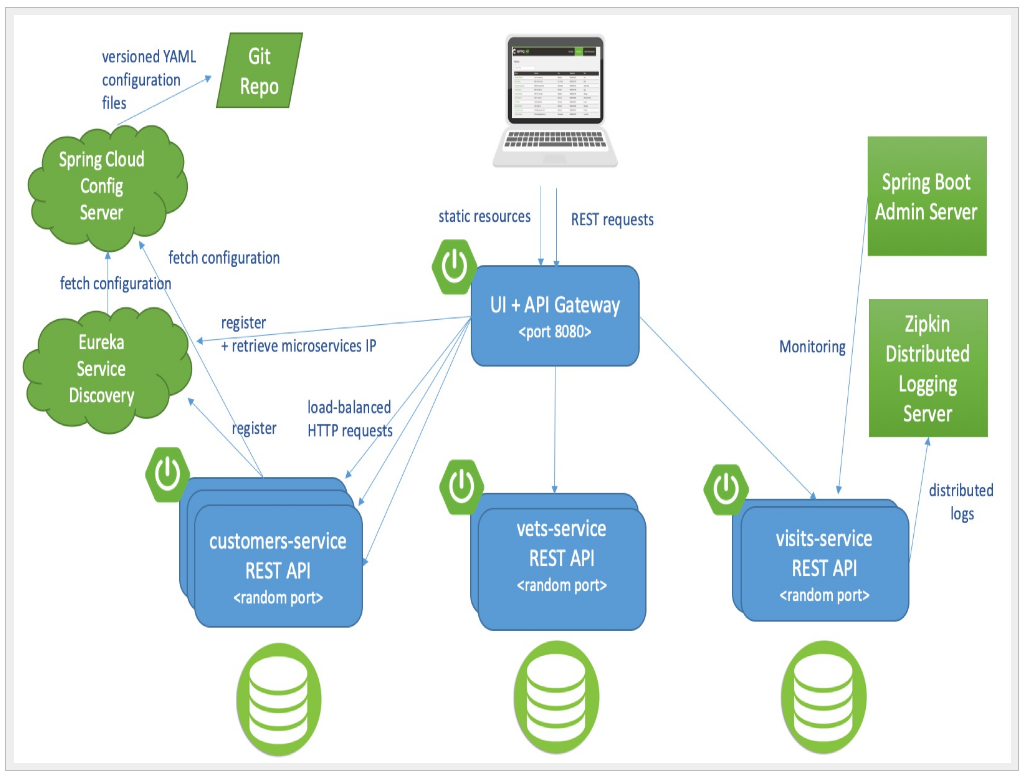 versioned YAML
configuration
files
Git
Repo
Spring Cloud
Config
Server
static resources
REST requests
Spring Boot
Admin Server
fetch configuration
fetch configuration
UI + API Gateway
<port 8080>
Eureka
Service
Discovery
register
+ retrieve microservices IP
Monitoring
Zipkin
Distributed
Logging
Server
load-balanced
HTTP requests
register
distributed
logs
customers-service
REST API
<random port>
vets-service
REST API
<random port>
visits-service
REST API
<random port>